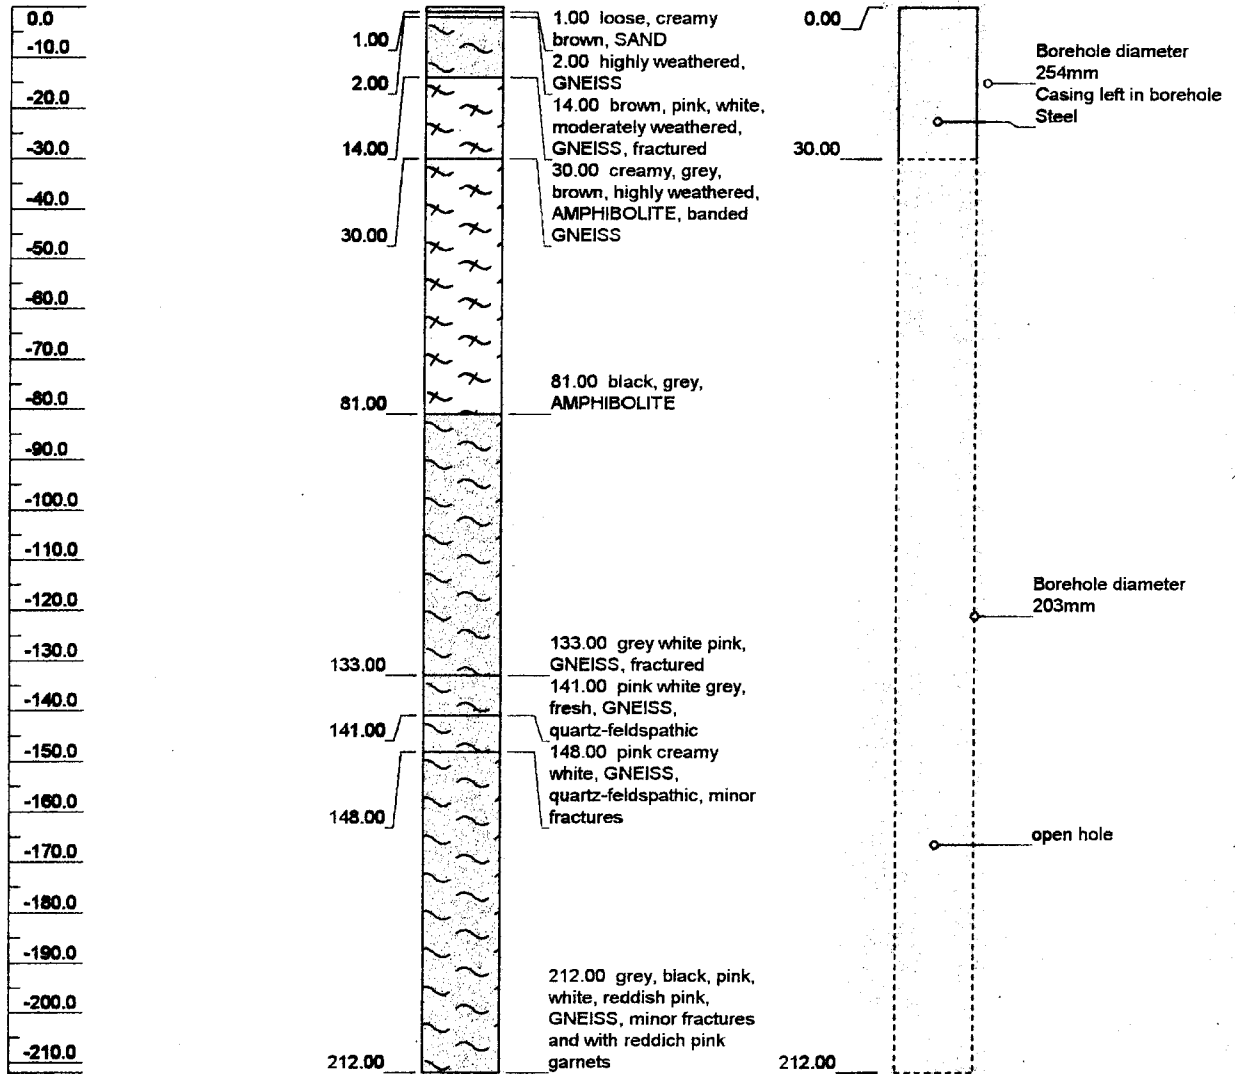 0.0
-10.0
-20.0
-30.0
-40.0
-50.0
-60.0
-70.0
-80.0
-90.0
-100.0
-110.0
-120.0
-130.0
-140.0
-150.0
-160.0
-170.0
-180.0
-190.0
-200.0
-210.0
1.00
2.00
14.00
30.00
81.00
133.00
141.00
148.00
212.00
1.00 loose, creamy
brown, SAND
2.00 highly weathered,
GNEISS
14.00 brown, pink, white,
moderately weathered,
GNEISS, fractured
30.00 creamy, grey,
brown, highly weathered,
AMPHIBOLITE, banded
GNEISS
81.00 black, grey,
AMPHIBOLITE
133.00 grey white pink,
GNEISS, fractured
141.00 pink white grey,
fresh, GNEISS,
quartz-feldspathic
148.00 pink creamy
white, GNEISS,
quartz-feldspathic, minor
fractures
212.00 grey, black, pink,
white, reddish pink,
GNEISS, minor fractures
and with reddich pink
garnets
0.00
30.00
212.00
Borehole diameter
254mm
Casing left in borehole
Steel
Borehole diameter
203mm
open hole